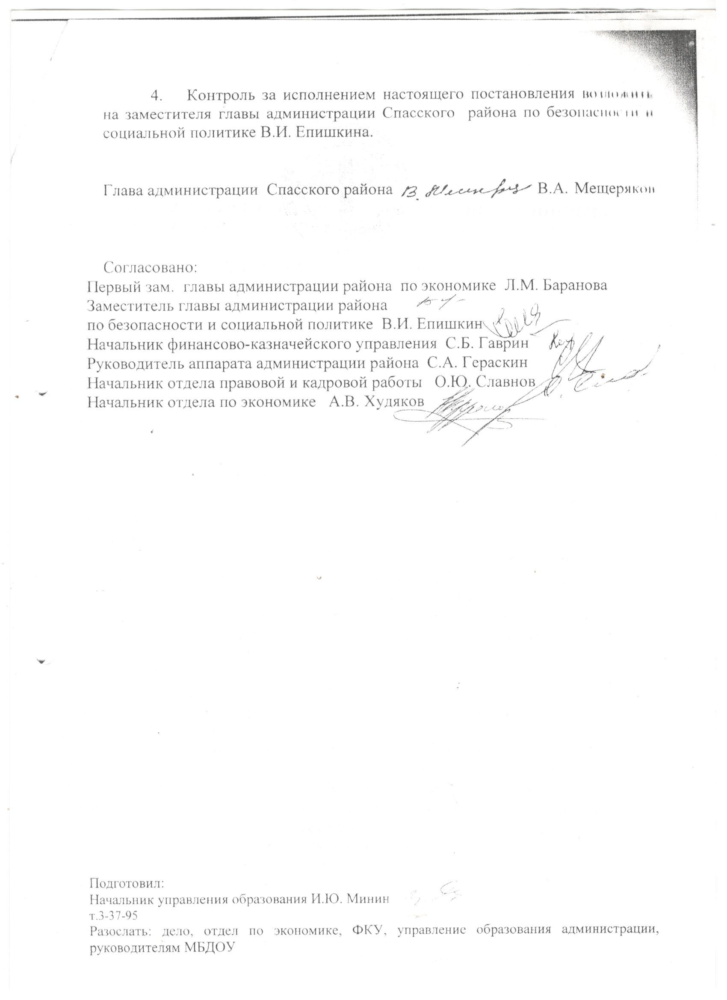 4. Контроль за исполнением настоящего постановления
на заместителя главы администрации Спасского района по безопасности и
социальной политике В.И. Епишкина.
Глава администрации Спасского района В.А. Мещеряков
Согласовано:
Первый зам. главы администрации района по экономике Л.М. Баранова
Заместитель главы администрации района
по безопасности и социальной политике В.И. Епишкин
Начальник финансово-казначейского управления С.Б. Гаврин
Руководитель аппарата администрации района С.А. Гераскин
Начальник отдела правовой и кадровой работы О.Ю. Славнов
Начальник отдела по экономике А.В. Худяков
Подготовил:
Начальник управления образования И.Ю. Минин
т.3-37-95
Разослать: дело, отдел по экономике, ФКУ, управление образования администрации,
руководителям МБДОУ